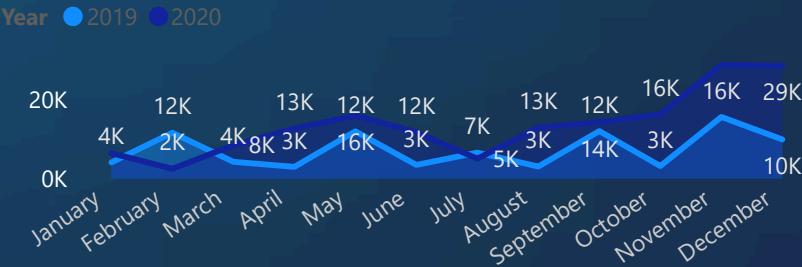 Year 2019 2020
20K
0K
4K 12K 2K 4K 8K 13K 3K 12K 16K 12K 3K 7K 5K 13K 3K 12K 14K 16K 3K 16K 29K 10K
January February March April May June July August September October November December